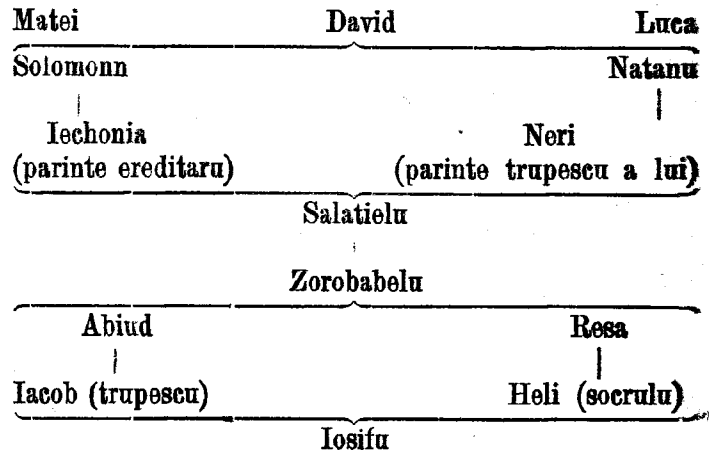 Matei David Luca
Solomonn Natanu
Iechonia Neri
(parinte ereditaru) (parinte trupescu a lui)
Salatielu
Zorobabelu
Abiud Resa
Iacob (trupescu) Heli (socrulu)
Iosifu